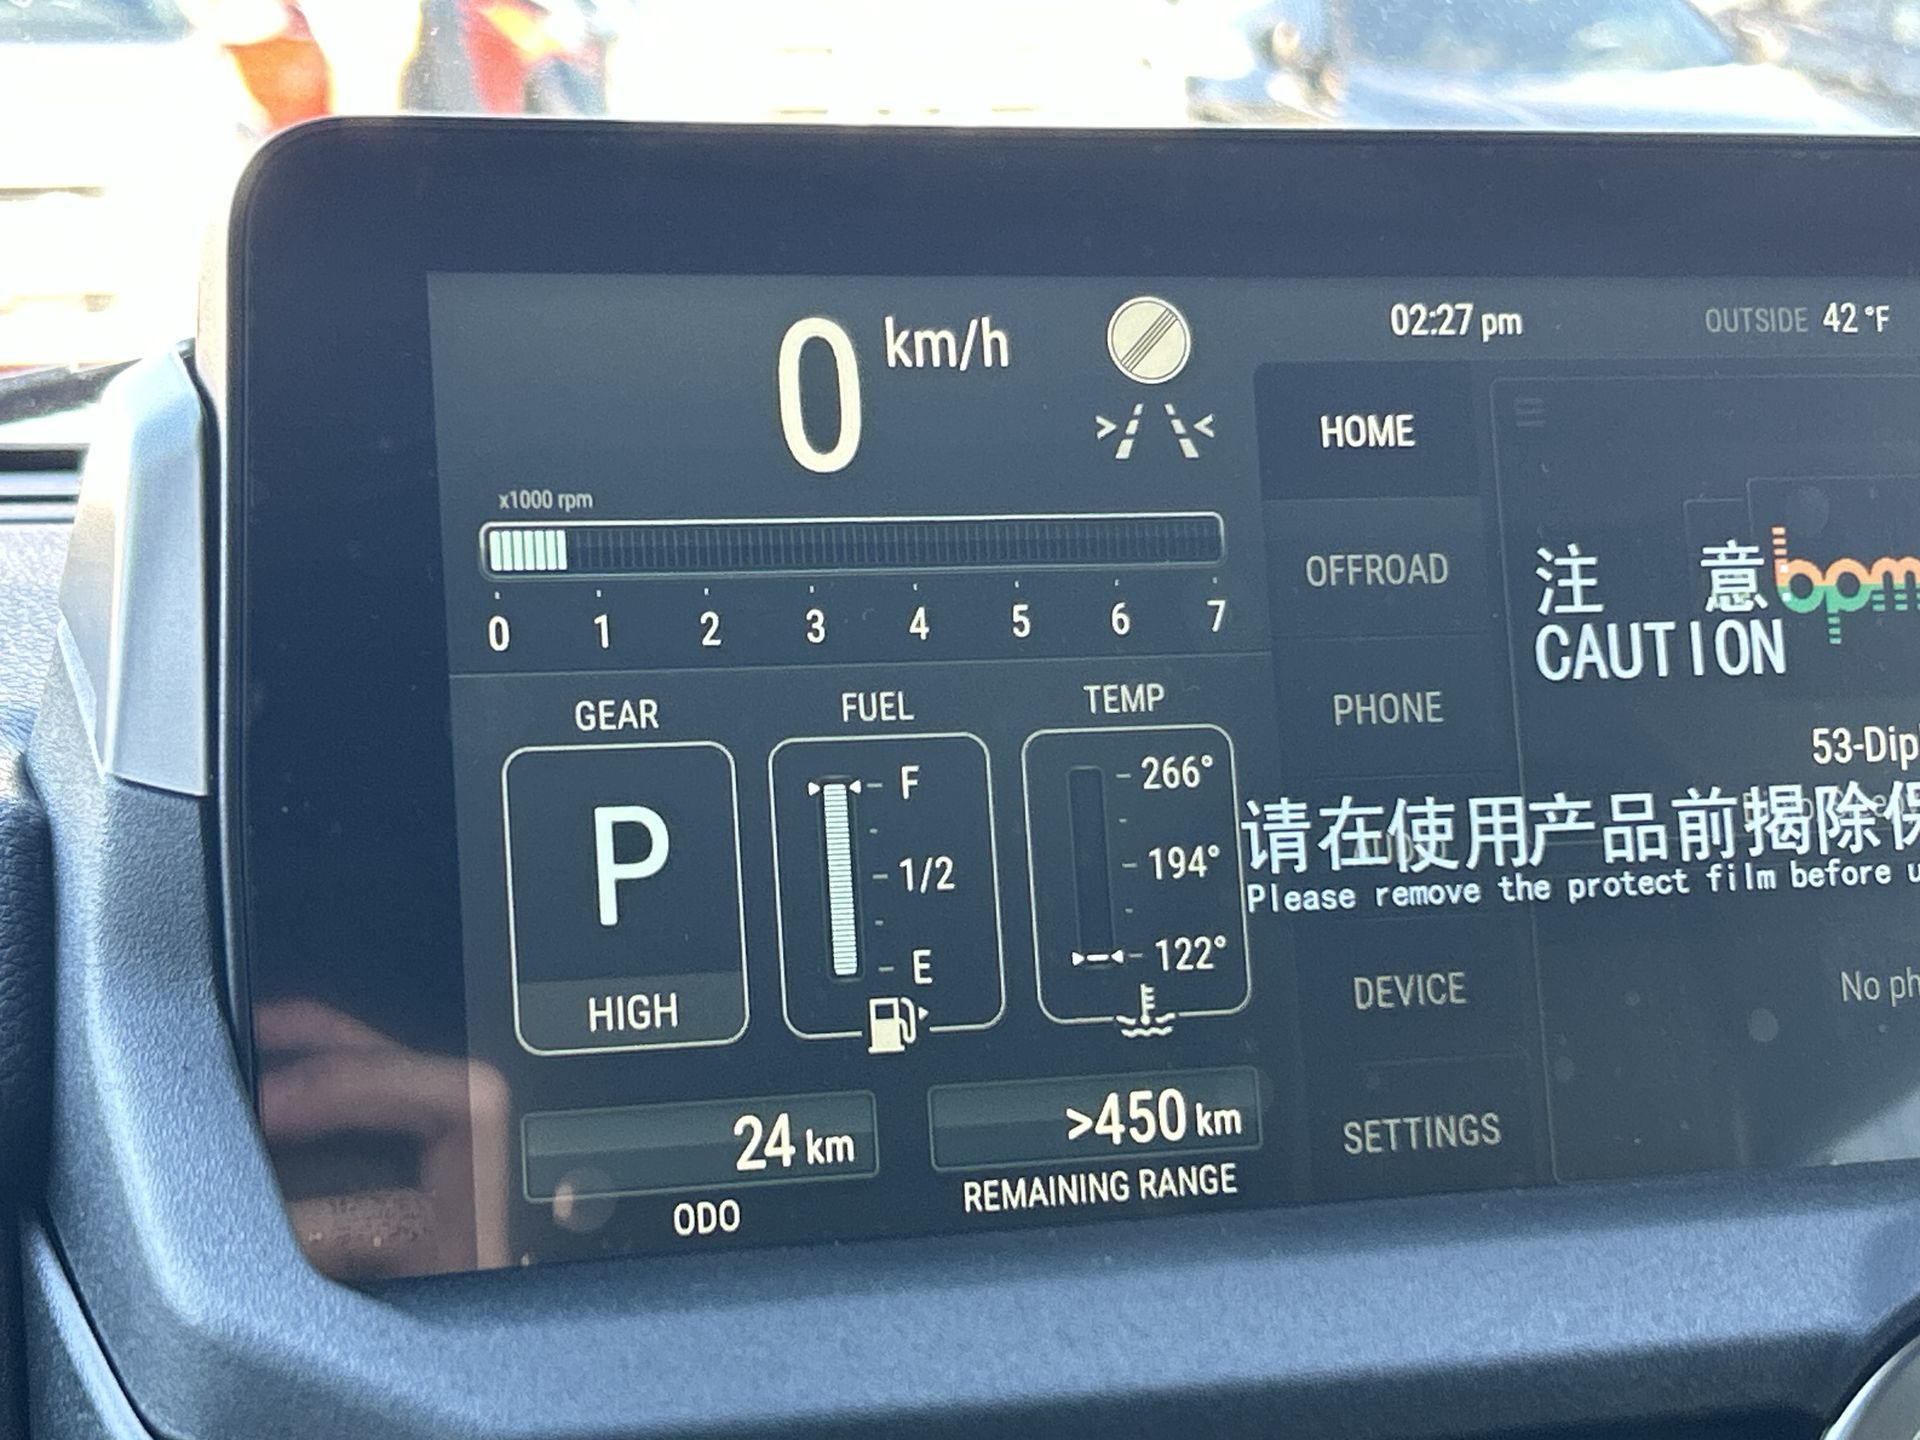 0 km/h
02:27 pm
OUTSIDE 42 °F
x1000 rpm
0 1 2 3 4 5 6 7
HOME
OFFROAD
PHONE
DEVICE
SETTINGS
注 意
bpm
CAUTION
53-Dip
请在使用产品前揭除保
Please remove the protect film before u
No ph
GEAR
P
HIGH
FUEL
F
1/2
E
TEMP
266°
194°
122°
24 km
ODO
>450 km
REMAINING RANGE